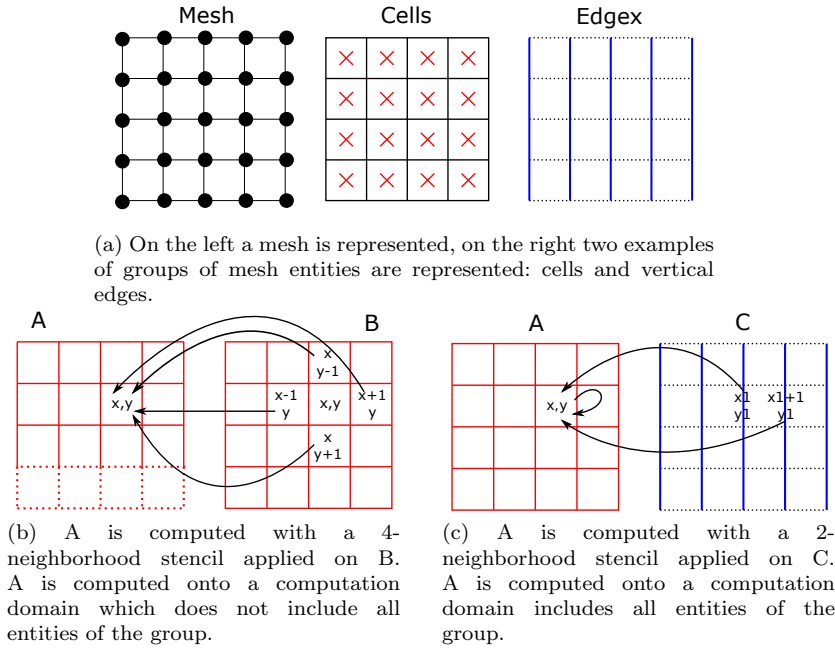 Mesh
Cells
Edgex
(a) On the left a mesh is represented, on the right two examples
of groups of mesh entities are represented: cells and vertical
edges.
A
B
x
y-1
x-1
y
x,y
x+1
y
x
y+1
x,y
(b) A is computed with a 4-
neighborhood stencil applied on B.
A is computed onto a computation
domain which does not include all
entities of the group.
A
C
x,y
x1
y1
x1+1
y1
(c) A is computed with a 2-
neighborhood stencil applied on C.
A is computed onto a computation
domain includes all entities of the
group.